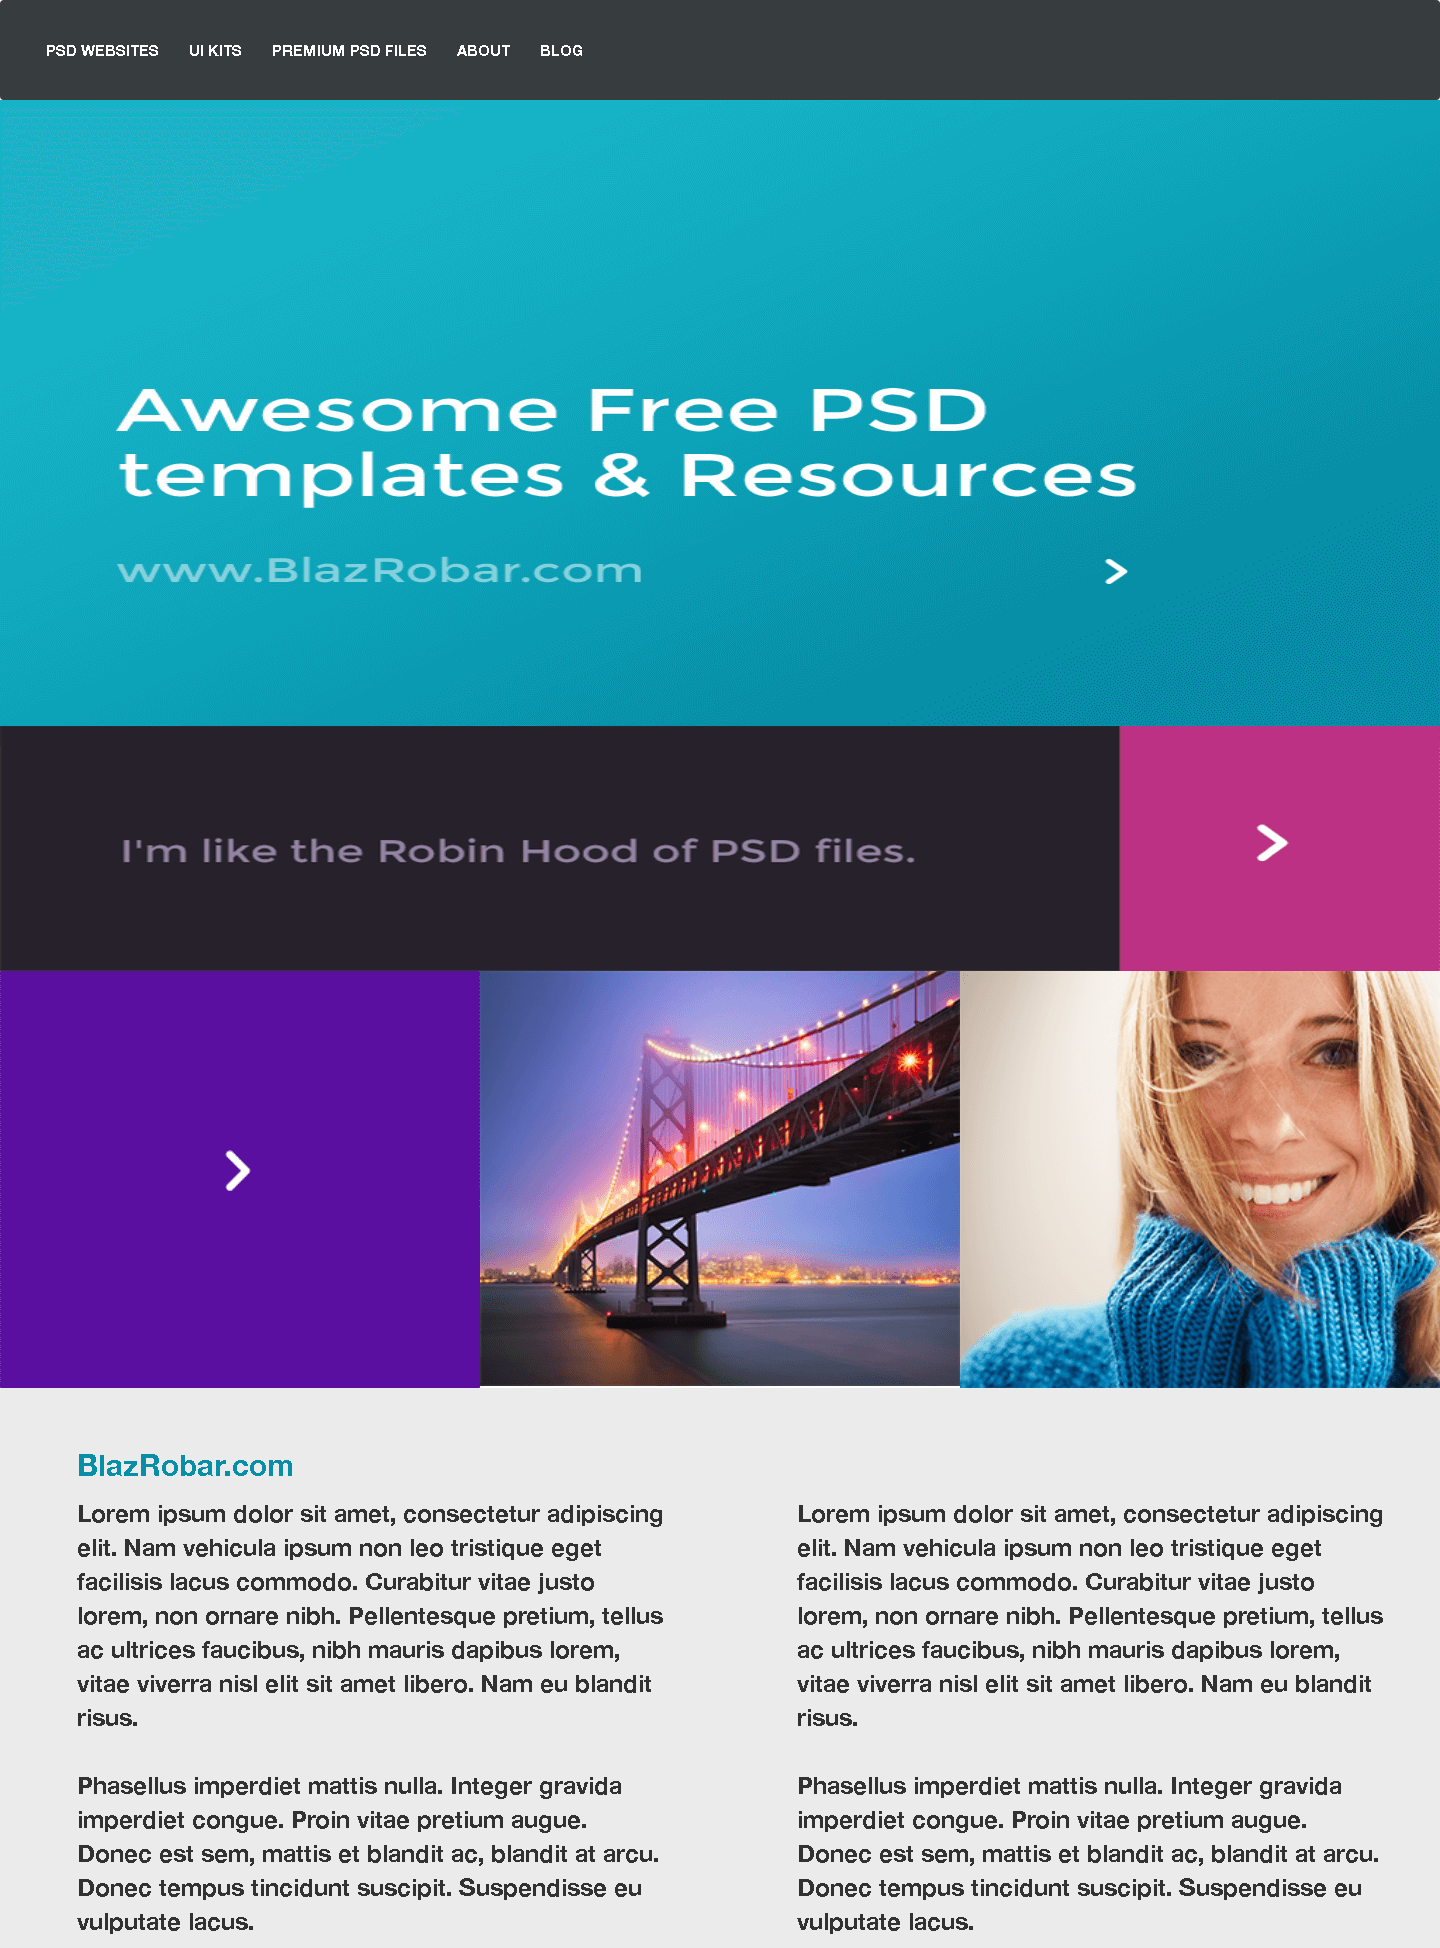 PSD WEBSITES UI KITS PREMIUM PSD FILES ABOUT BLOG
Awesome Free PSD
templates & Resources
www.BlazRobar.com
I'm like the Robin Hood of PSD files.
BlazRobar.com
Lorem ipsum dolor sit amet, consectetur adipiscing
elit. Nam vehicula ipsum non leo tristique eget
facilisis lacus commodo. Curabitur vitae justo
lorem, non ornare nibh. Pellentesque pretium, tellus
ac ultrices faucibus, nibh mauris dapibus lorem,
vitae viverra nisl elit sit amet libero. Nam eu blandit
risus.
Phasellus imperdiet mattis nulla. Integer gravida
imperdiet congue. Proin vitae pretium augue.
Donec est sem, mattis et blandit ac, blandit at arcu.
Donec tempus tincidunt suscipit. Suspendisse eu
vulputate lacus.
Lorem ipsum dolor sit amet, consectetur adipiscing
elit. Nam vehicula ipsum non leo tristique eget
facilisis lacus commodo. Curabitur vitae justo
lorem, non ornare nibh. Pellentesque pretium, tellus
ac ultrices faucibus, nibh mauris dapibus lorem,
vitae viverra nisl elit sit amet libero. Nam eu blandit
risus.
Phasellus imperdiet mattis nulla. Integer gravida
imperdiet congue. Proin vitae pretium augue.
Donec est sem, mattis et blandit ac, blandit at arcu.
Donec tempus tincidunt suscipit. Suspendisse eu
vulputate lacus.